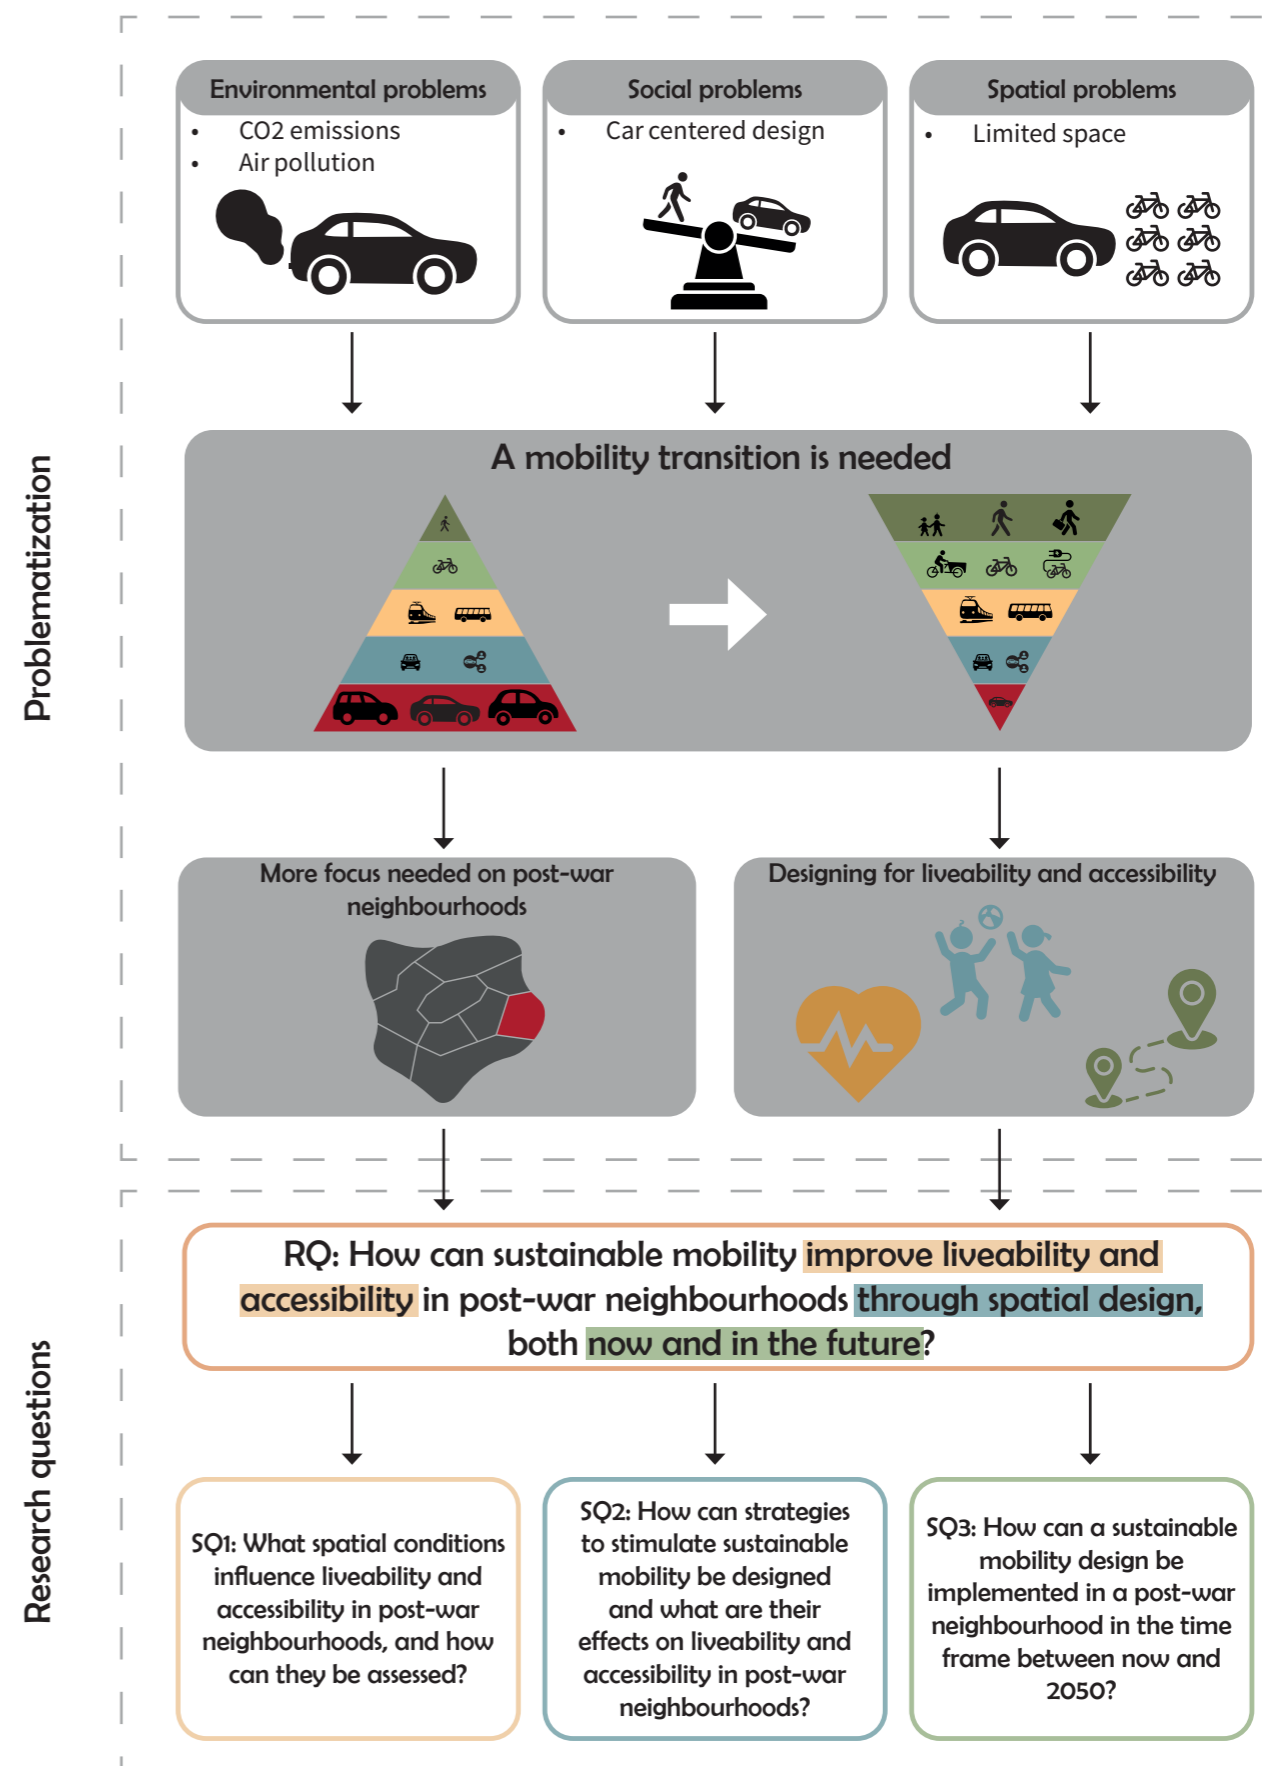 Problematization
Environmental problems
• CO2 emissions
• Air pollution
Social problems
• Car centered design
Spatial problems
• Limited space
A mobility transition is needed
More focus needed on post-war
neighbourhoods
Designing for liveability and accessibility
Research questions
RQ: How can sustainable mobility improve liveability and
accessibility in post-war neighbourhoods through spatial design,
both now and in the future?
SQ1: What spatial conditions
influence liveability and
accessibility in post-war
neighbourhoods, and how
can they be assessed?
SQ2: How can strategies
to stimulate sustainable
mobility be designed
and what are their
effects on liveability and
accessibility in post-war
neighbourhoods?
SQ3: How can a sustainable
mobility design be
implemented in a post-war
neighbourhood in the time
frame between now and
2050?